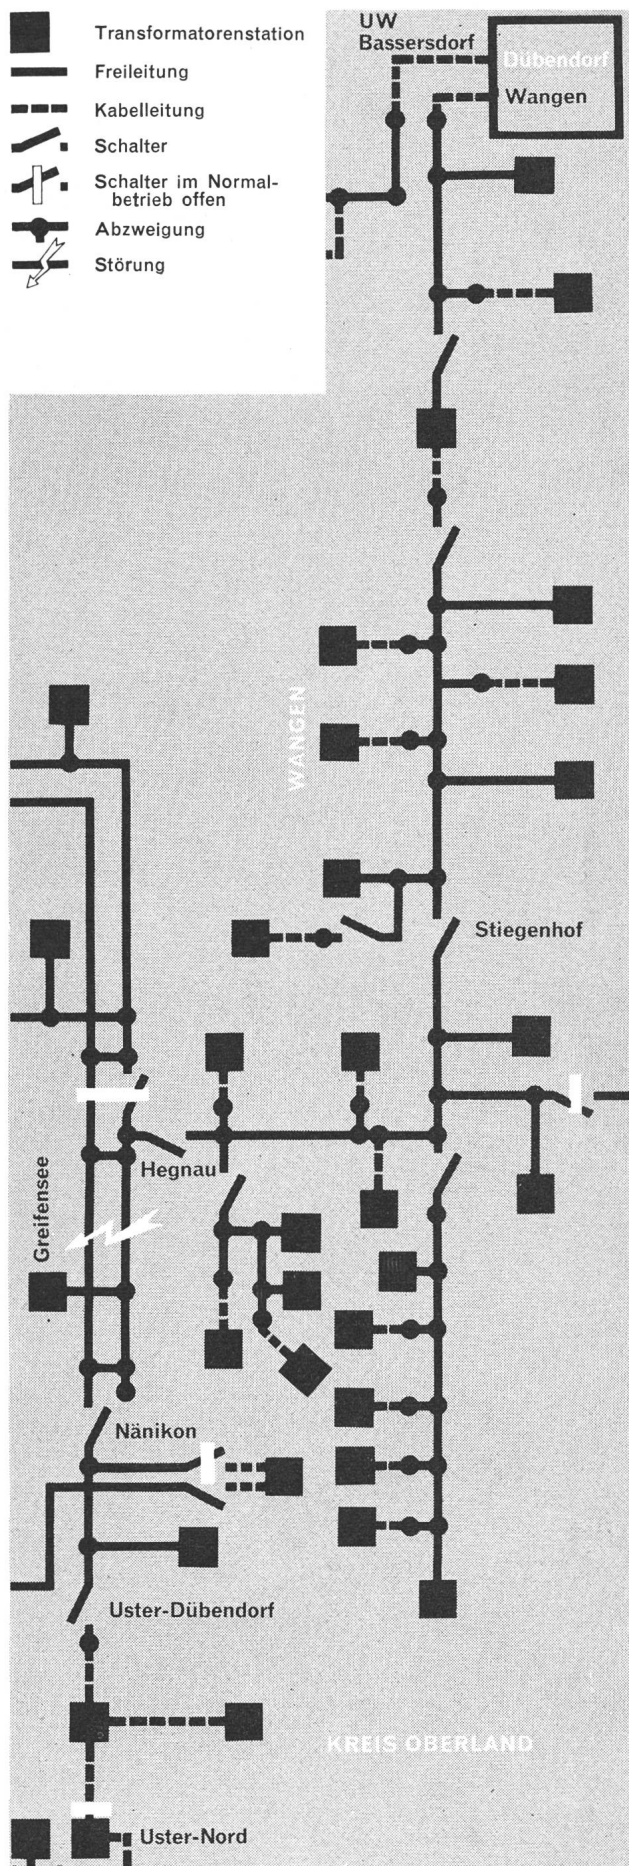 Transformatorenstation
Freileitung
Kabelleitung
Schalter
Schalter im Normal-
betrieb offen
Abzweigung
Störung
UW
Bassersdorf
Dübendorf
Wangen
WANGEN
Stiegenhof
Hegnau
Greifensee
Nänikon
Uster-Dübendorf
KREIS OBERLAND
Uster-Nord